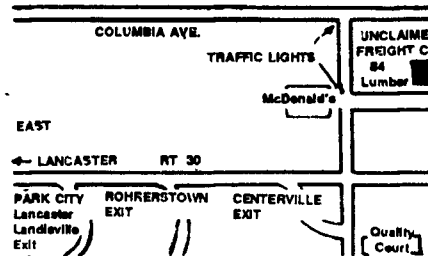 COLUMBIA AVE.
UNCLAIME
FREIGHT C
84
Lumber
TRAFFIC LIGHTS
McDonald's
EAST
LANCASTER RT 30
PARK CITY
Lancaster
Landisville
Exit
ROHRERSTOWN
EXIT
CENTERVILLE
EXIT
Quality
Court